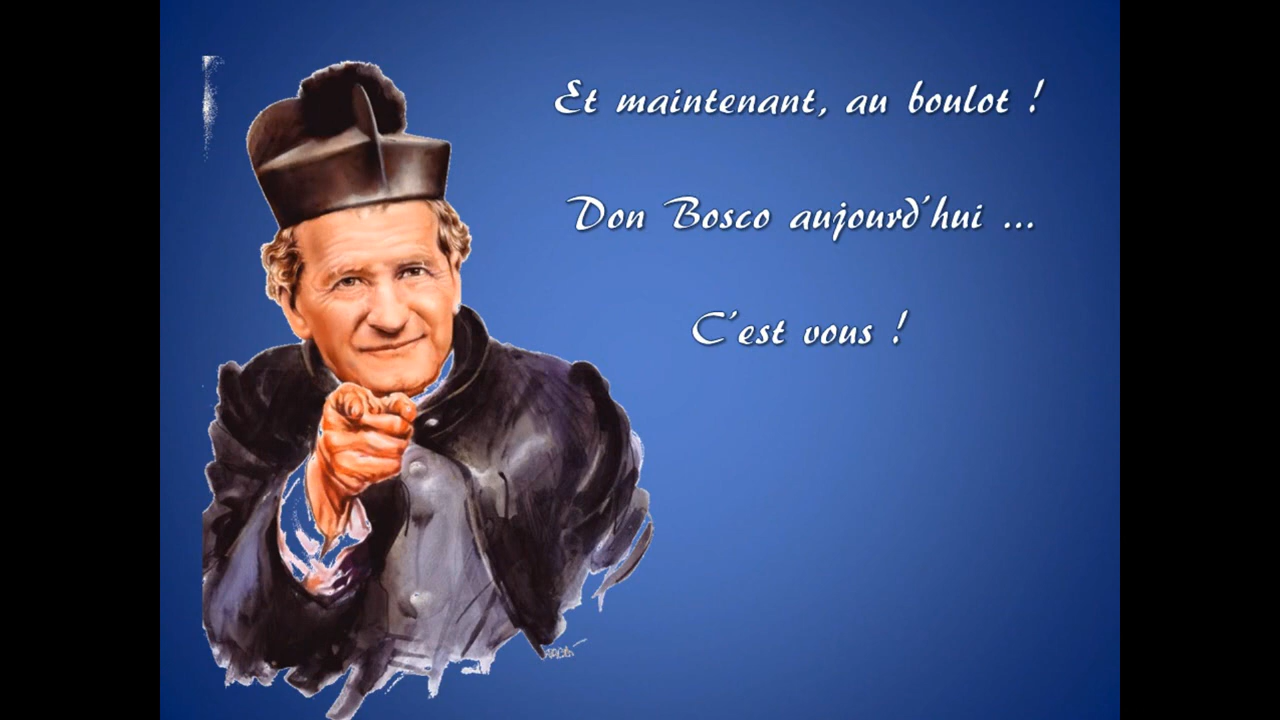 Et maintenant, au boulot !
Don Bosco aujourd'hui ...
C'est vous !